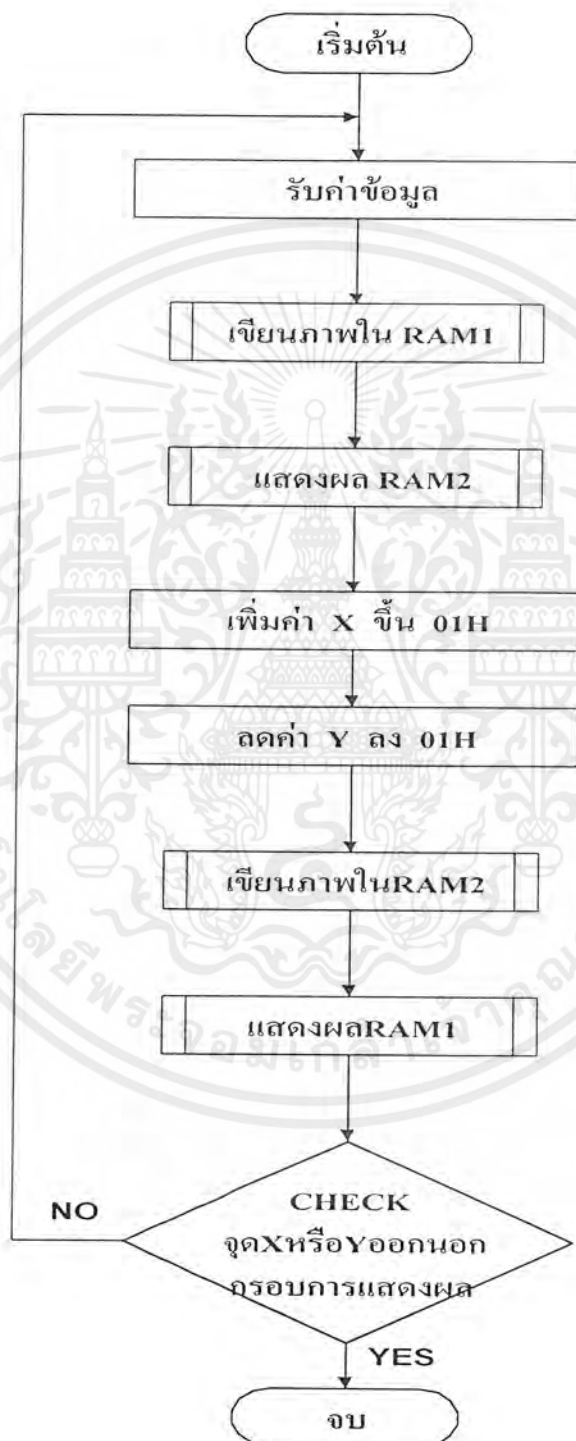 เริ่มต้น
รับค่าข้อมูล
เขียนภาพใน RAM1
แสดงผล RAM2
เพิ่มค่า X ขึ้น 01H
ลดค่า Y ลง 01H
เขียนภาพในRAM2
แสดงผลRAM1
NO
CHECK
จุดXหรือYออกนอก
กรอบการแสดงผล
YES
จบ